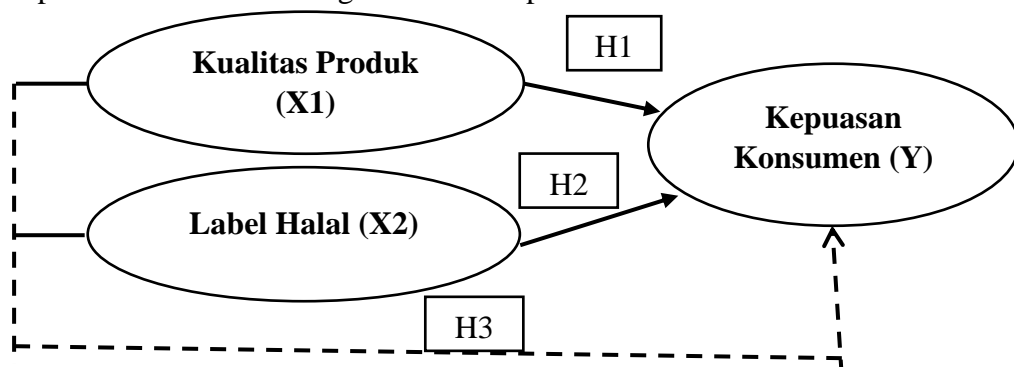 H1
Kualitas Produk
(X1)
Kepuasan
Konsumen (Y)
H2
Label Halal (X2)
H3